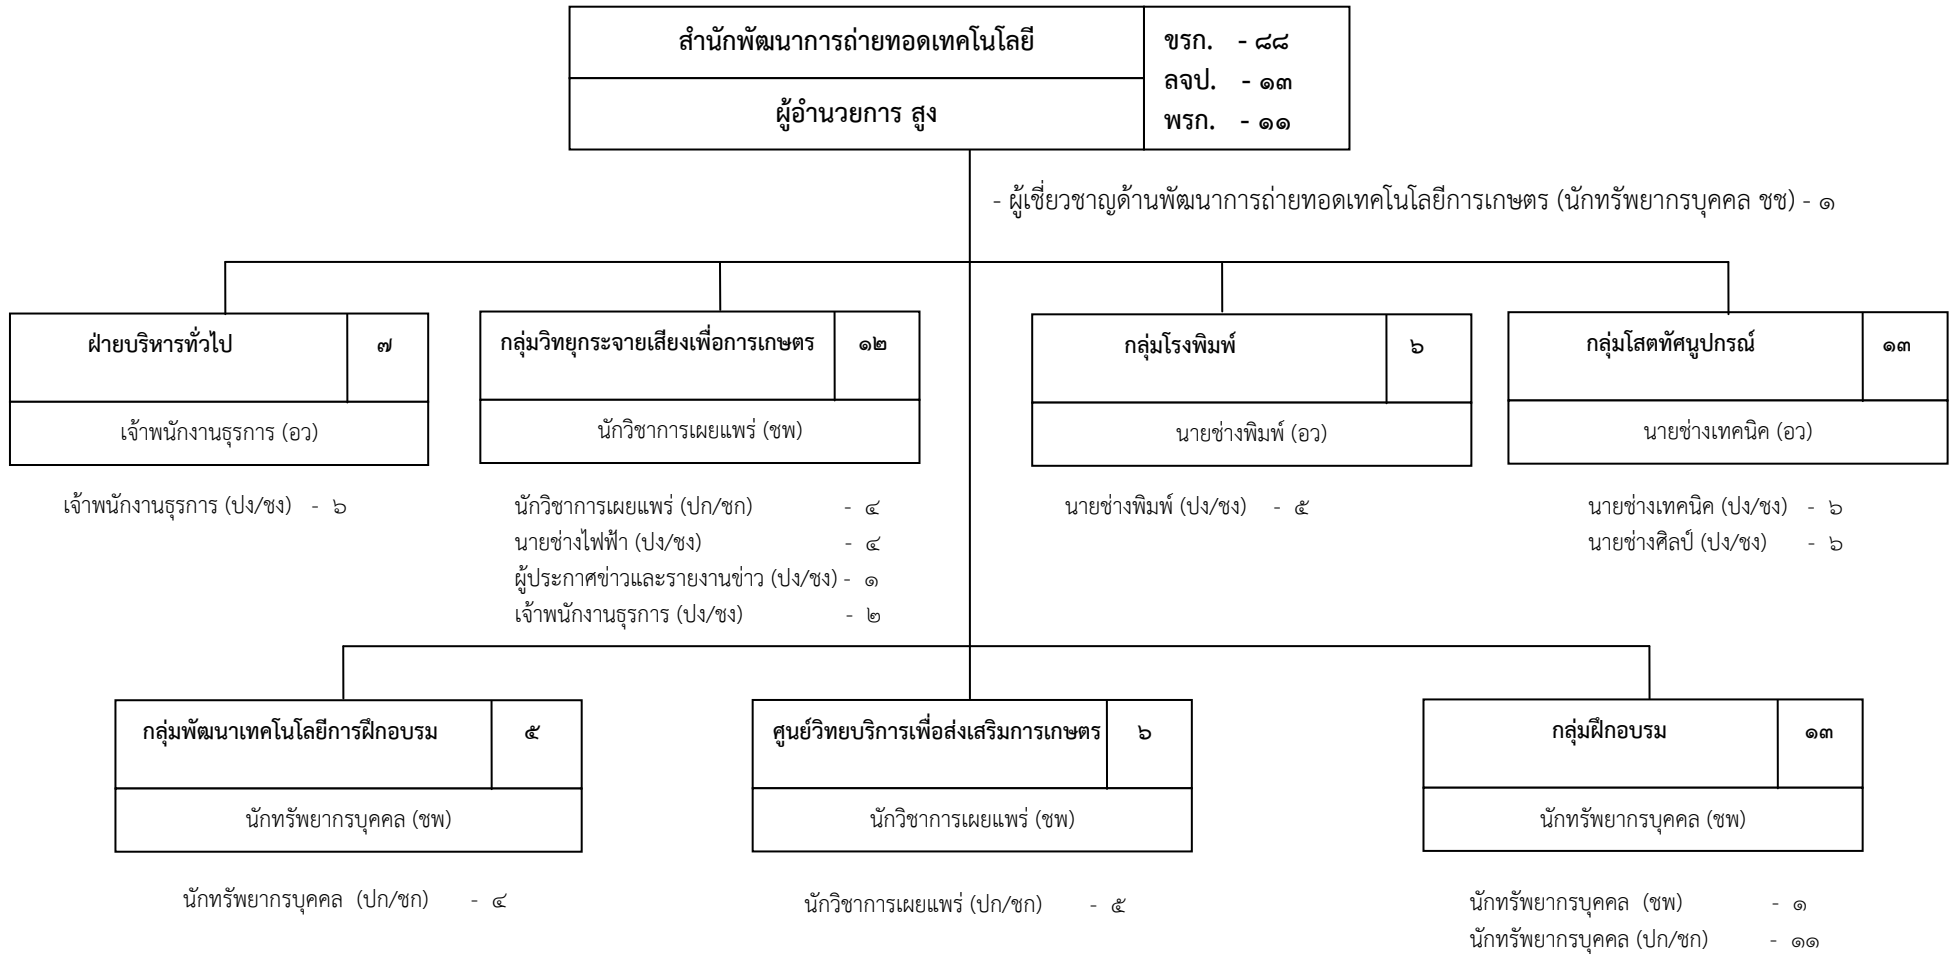 สำนักพัฒนาการถ่ายทอดเทคโนโลยี
ผู้อำนวยการ สูง
ขรก. - ๘๘
ลจป. - ๑๓
พรก. - ๑๑
- ผู้เชี่ยวชาญด้านพัฒนาการถ่ายทอดเทคโนโลยีการเกษตร (นักทรัพยากรบุคคล ชช) - ๑
ฝ่ายบริหารทั่วไป ๗
เจ้าพนักงานธุรการ (อว)
เจ้าพนักงานธุรการ (ปง/ชง) - ๖
กลุ่มวิทยุกระจายเสียงเพื่อการเกษตร ๑๒
นักวิชาการเผยแพร่ (ชพ)
นักวิชาการเผยแพร่ (ปก/ชก) - ๔
นายช่างไฟฟ้า (ปง/ชง) - ๔
ผู้ประกาศข่าวและรายงานข่าว (ปง/ชง) - ๑
เจ้าพนักงานธุรการ (ปง/ชง) - ๒
กลุ่มโรงพิมพ์ ๖
นายช่างพิมพ์ (อว)
นายช่างพิมพ์ (ปง/ชง) - ๕
กลุ่มโสตทัศนูปกรณ์ ๑๓
นายช่างเทคนิค (อว)
นายช่างเทคนิค (ปง/ชง) - ๖
นายช่างศิลป์ (ปง/ชง) - ๖
กลุ่มพัฒนาเทคโนโลยีการฝึกอบรม ๕
นักทรัพยากรบุคคล (ชพ)
นักทรัพยากรบุคคล (ปก/ชก) - ๔
ศูนย์วิทยบริการเพื่อส่งเสริมการเกษตร ๖
นักวิชาการเผยแพร่ (ชพ)
นักวิชาการเผยแพร่ (ปก/ชก) - ๕
กลุ่มฝึกอบรม ๑๓
นักทรัพยากรบุคคล (ชพ)
นักทรัพยากรบุคคล (ชพ) - ๑
นักทรัพยากรบุคคล (ปก/ชก) - ๑๑